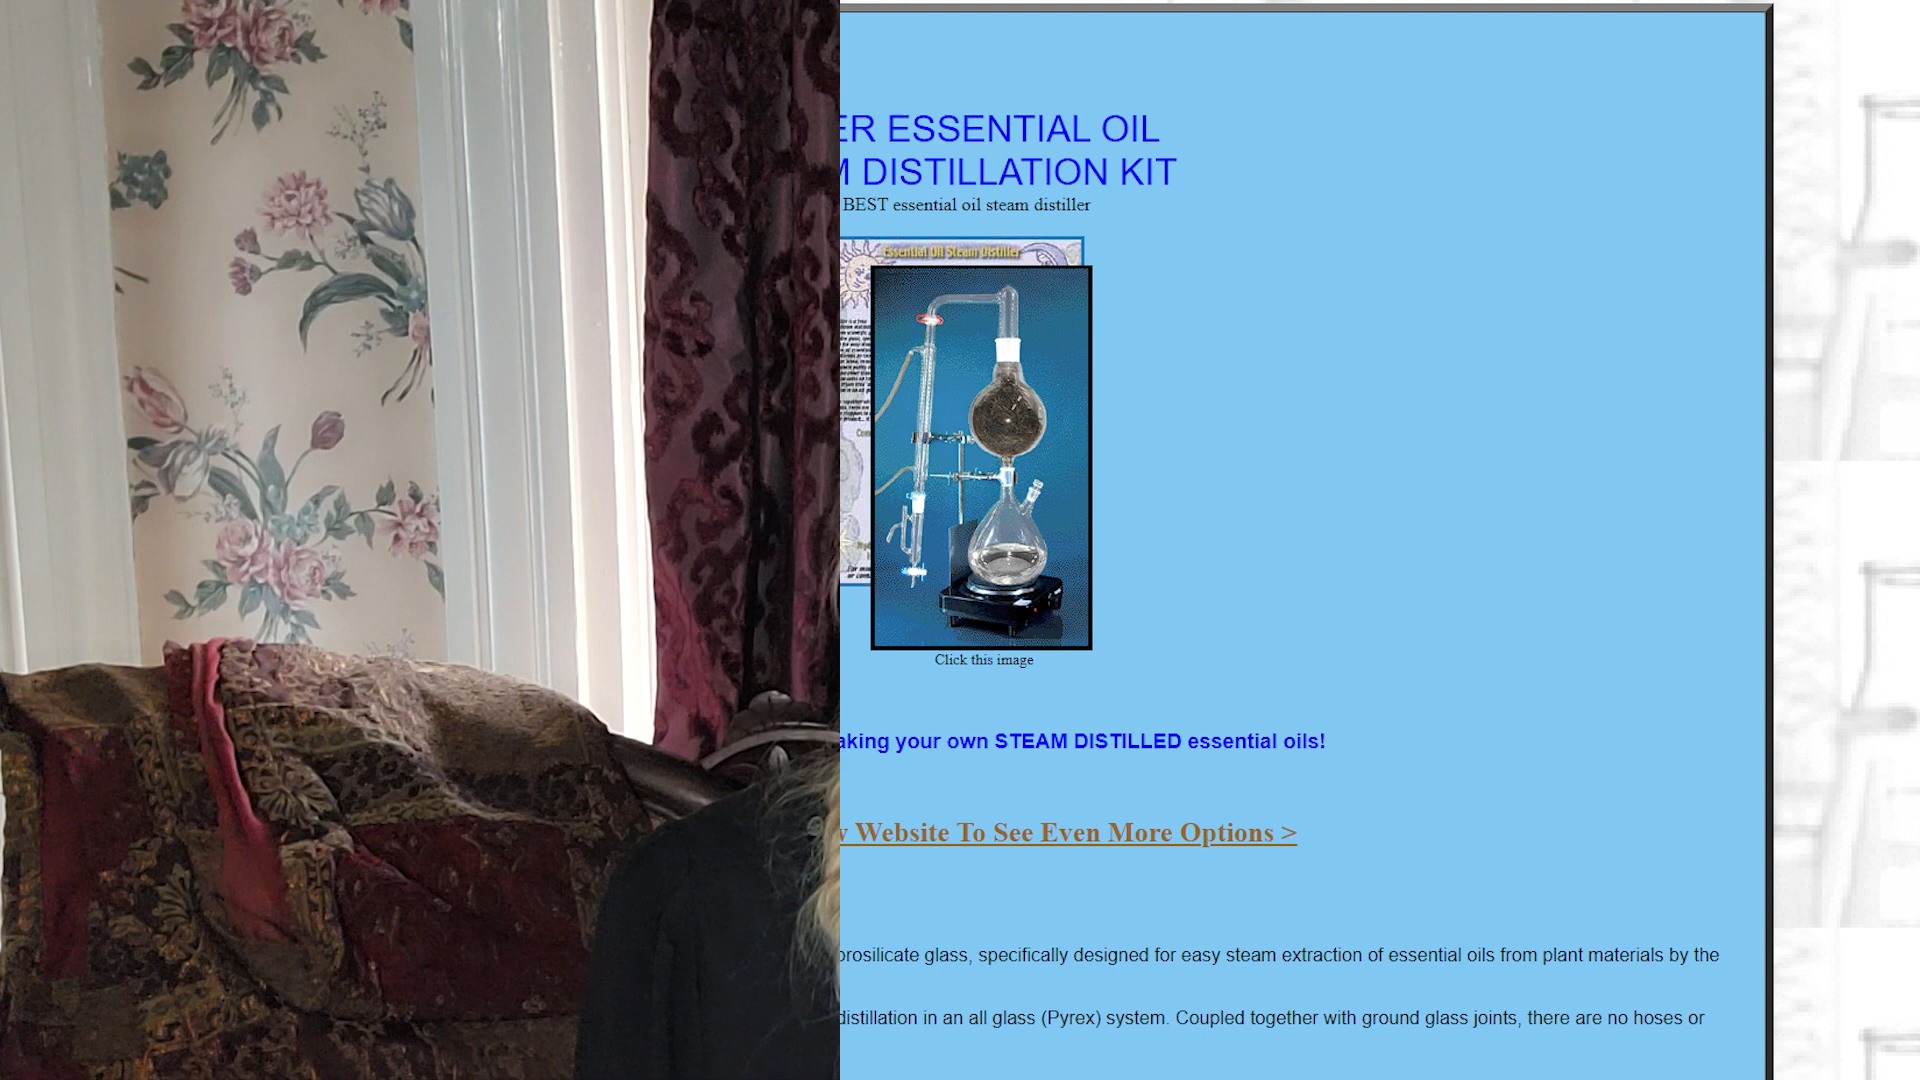 ER ESSENTIAL OIL
M DISTILLATION KIT
BEST essential oil steam distiller
Essential Oil Steam Distiller
Click this image
aking your own STEAM DISTILLED essential oils!
Website To See Even More Options >
orosilicate glass, specifically designed for easy steam extraction of essential oils from plant materials by the
distillation in an all glass (Pyrex) system. Coupled together with ground glass joints, there are no hoses or